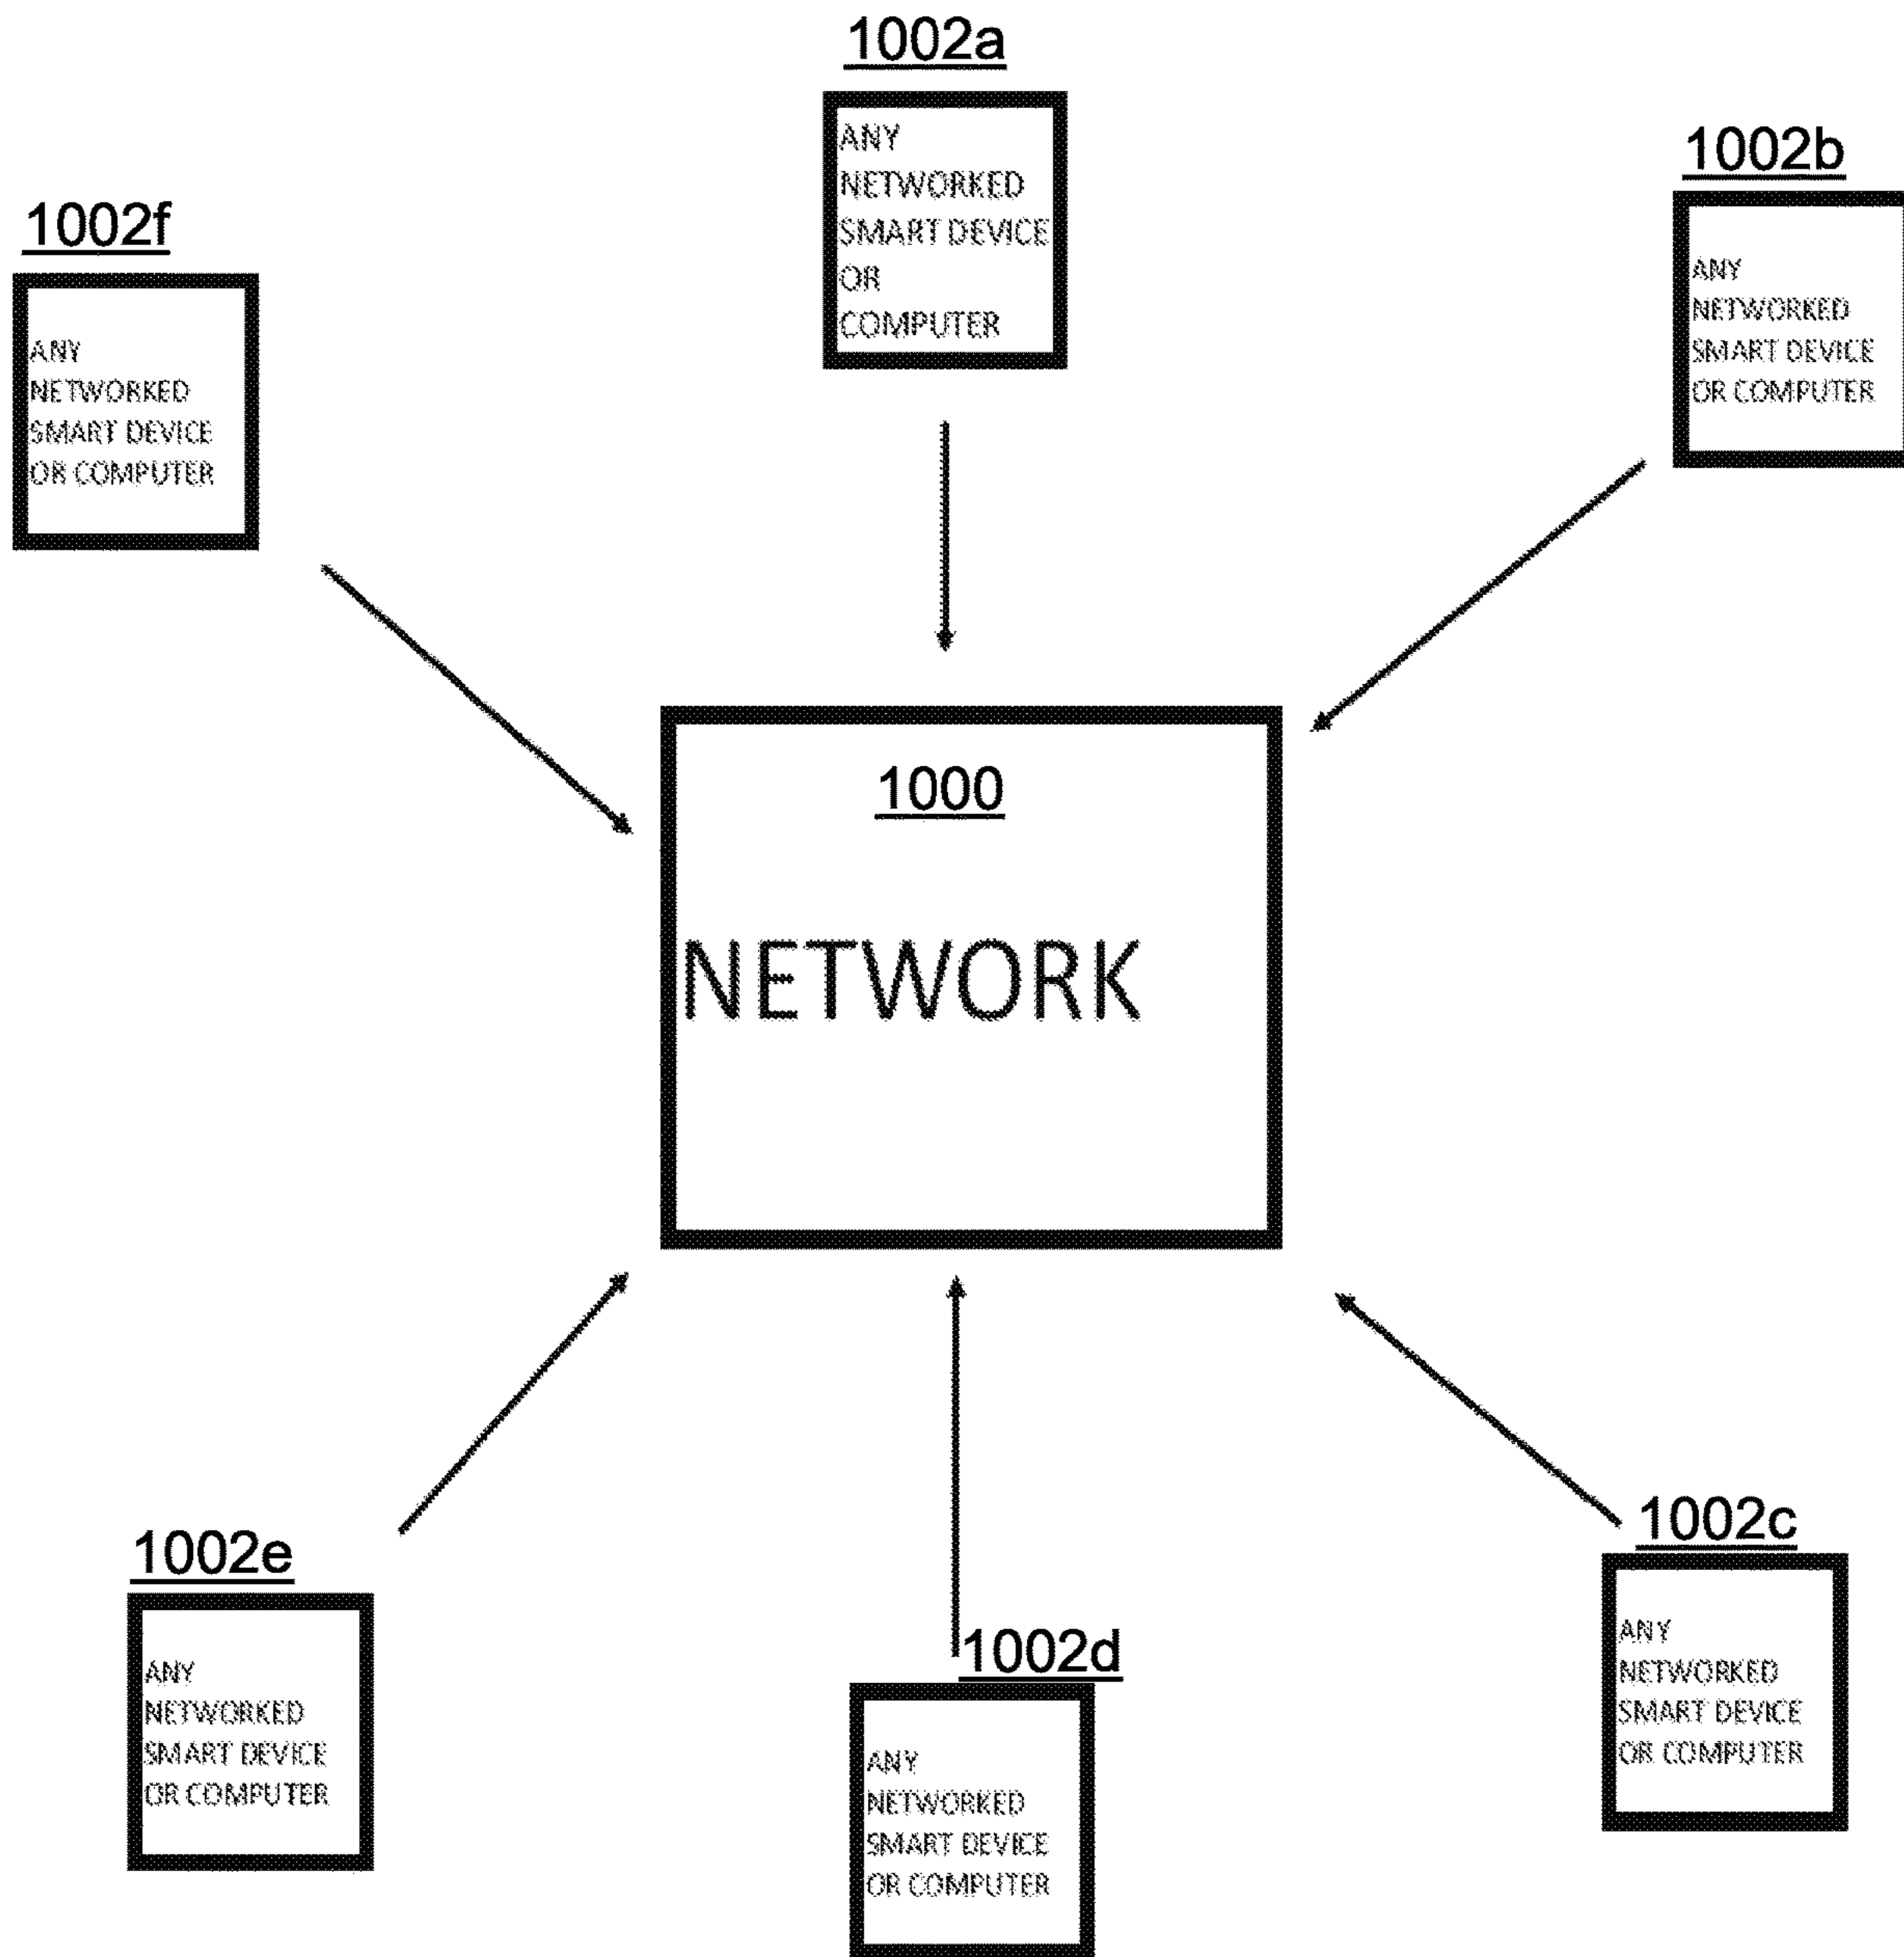 1002a
ANY
NETWORKED
SMART DEVICE
OR
COMPUTER
1002b
ANY
NETWORKED
SMART DEVICE
OR COMPUTER
1002f
ANY
NETWORKED
SMART DEVICE
OR COMPUTER
1000
NETWORK
1002e
ANY
NETWORKED
SMART DEVICE
OR COMPUTER
1002d
ANY
NETWORKED
SMART DEVICE
OR COMPUTER
1002c
ANY
NETWORKED
SMART DEVICE
OR COMPUTER